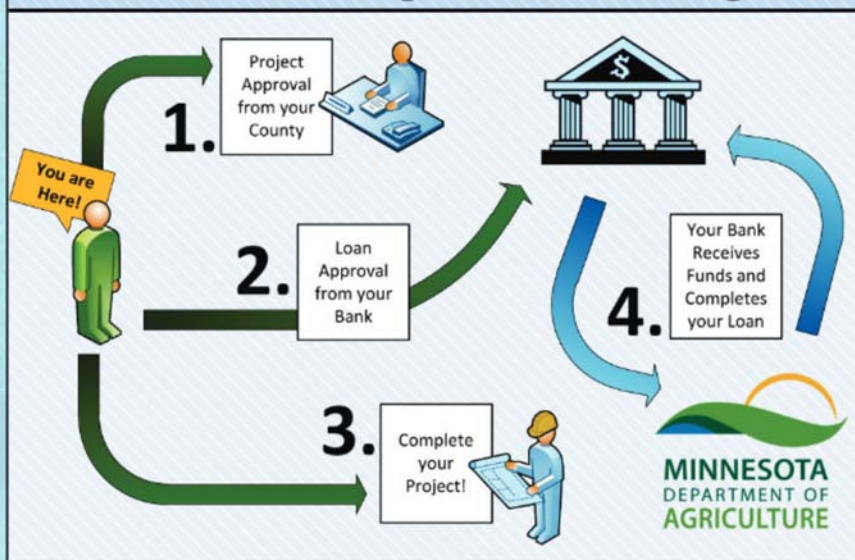 You are
Here!
1.
Project
Approval
from your
County
2.
Loan
Approval
from your
Bank
3.
Complete
your
Project!
$
4.
Your Bank
Receives
Funds and
Completes
your Loan
MINNESOTA
DEPARTMENT OF
AGRICULTURE